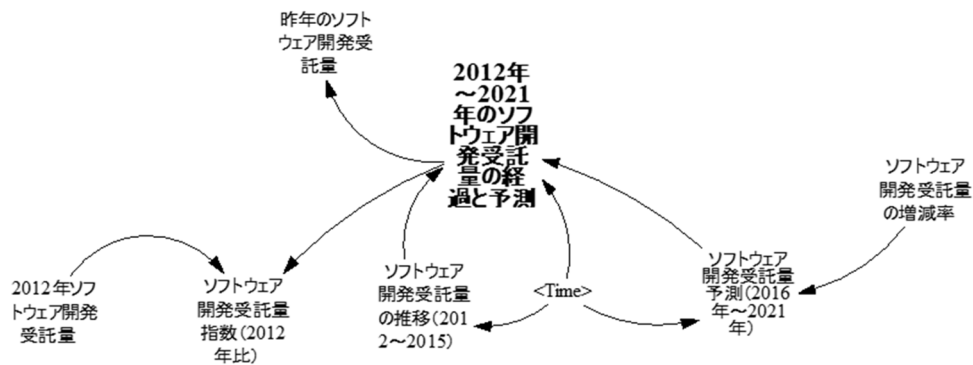 昨年のソフト
ウェア開発受
託量
2012年
～2021
年のソフ
トウェア開
発受託
量の経
過と予測
ソフトウェア
開発受託量
の増減率
2012年ソフ
トウェア開発
受託量
ソフトウェア
開発受託量
指数(2012
年比)
ソフトウェア
開発受託量
の推移(201
2～2015)
<Time>
ソフトウェア
開発受託量
予測(2016
年～2021
年)